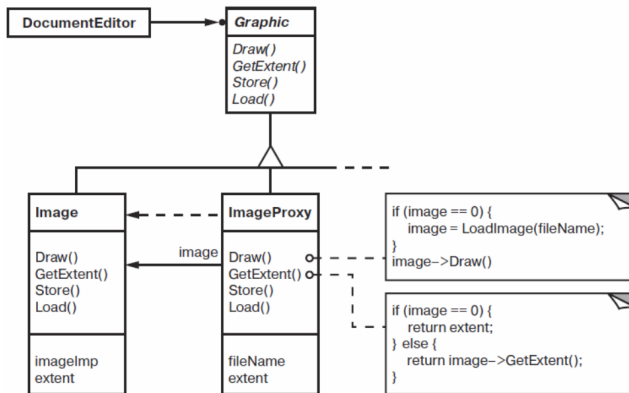 DocumentEditor
Graphic
Draw()
GetExtent()
Store()
Load()
Image
Draw()
GetExtent()
Store()
Load()
imageImp
extent
image
ImageProxy
Draw()
GetExtent()
Store()
Load()
fileName
extent
if (image == 0) {
image = LoadImage(fileName);
}
image->Draw()
if (image == 0) {
return extent;
} else {
return image->GetExtent();
}